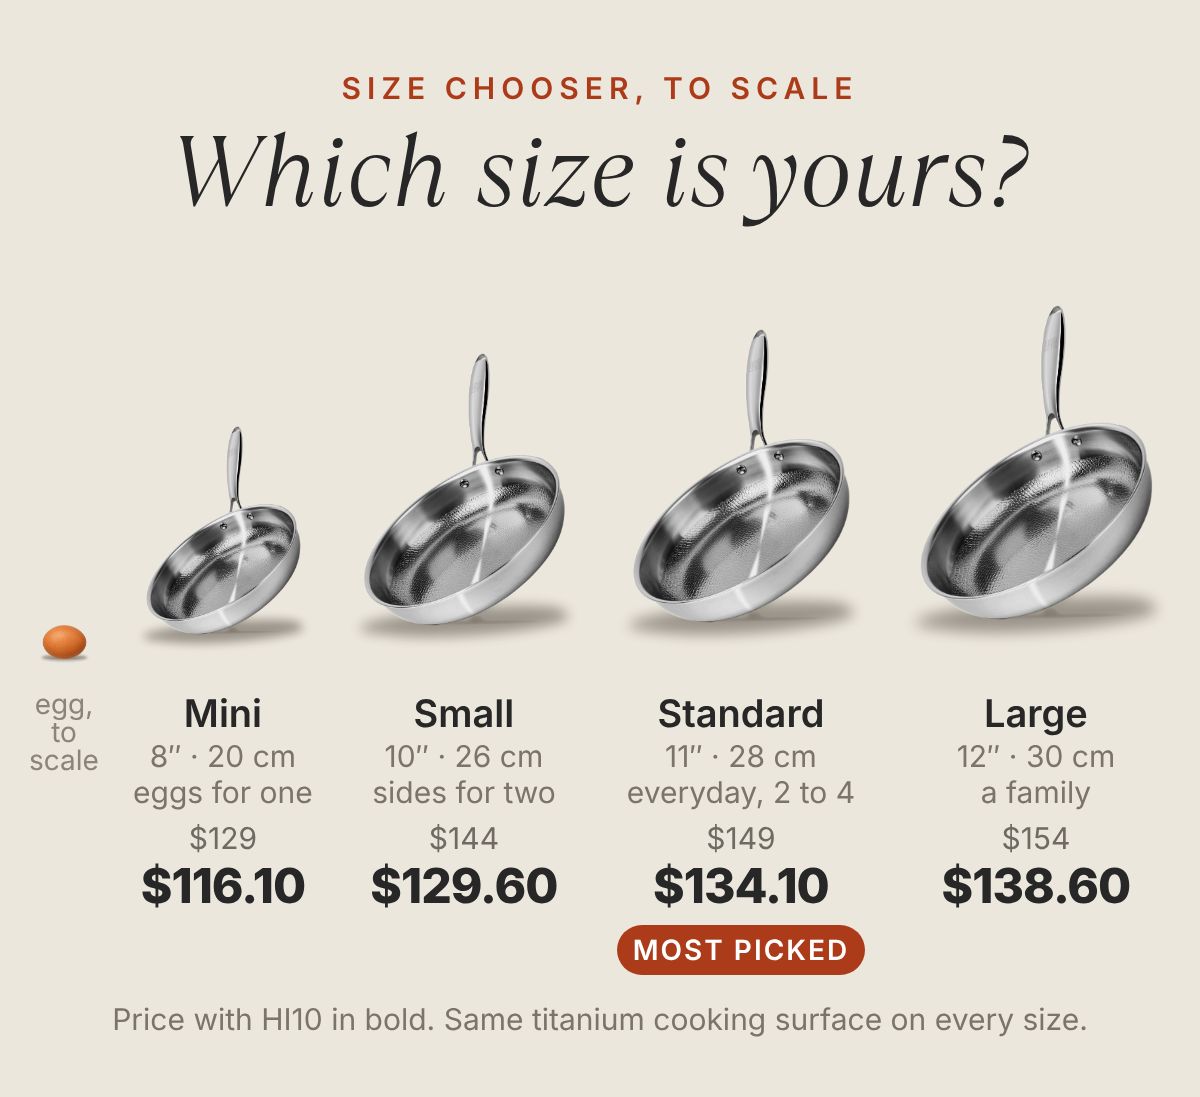 SIZE CHOOSER, TO SCALE
Which size is yours?
egg,
to
scale
Mini
8″ · 20 cm
eggs for one
$129
$116.10
Small
10″ · 26 cm
sides for two
$144
$129.60
Standard
11″ · 28 cm
everyday, 2 to 4
$149
$134.10
MOST PICKED
Large
12″ · 30 cm
a family
$154
$138.60
Price with HI10 in bold. Same titanium cooking surface on every size.